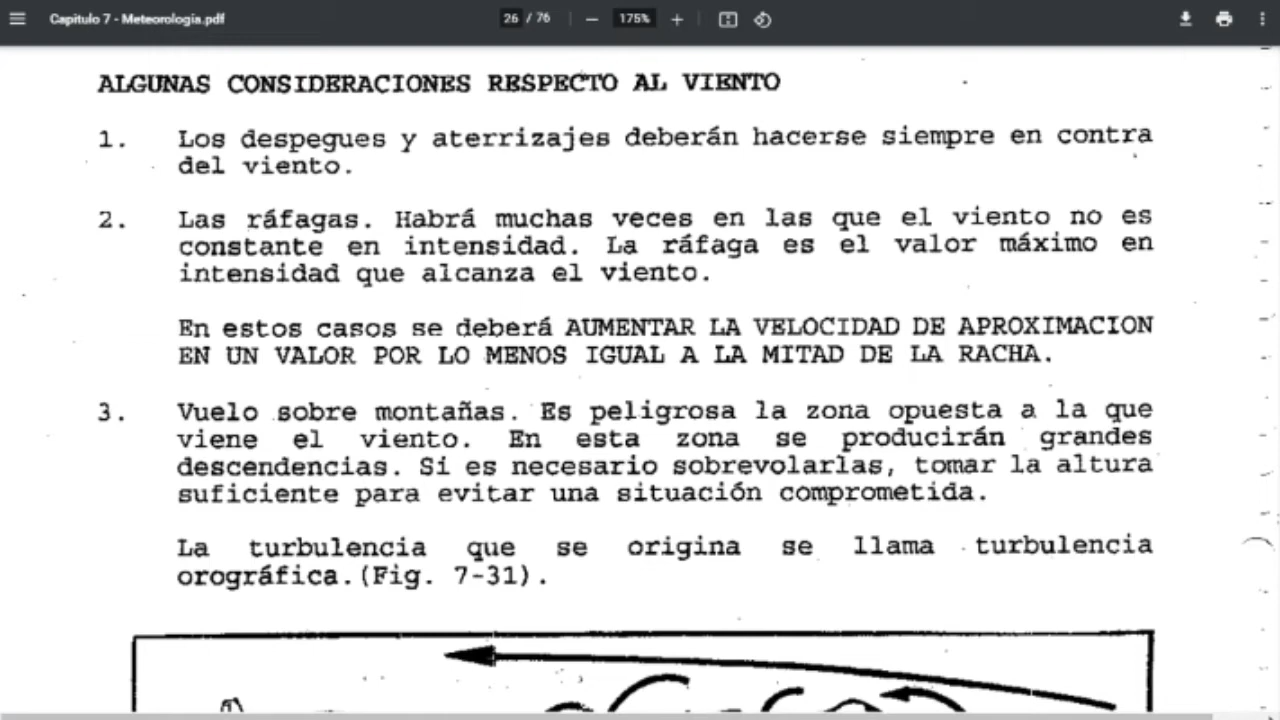 Capitulo 7 - Meteorologia.pdf
26 / 76
175%
ALGUNAS CONSIDERACIONES RESPECTO AL VIENTO
1. Los despegues y aterrizajes deberán hacerse siempre en contra
del viento.
2. Las ráfagas. Habrá muchas veces en las que el viento no es
constante en intensidad. La ráfaga es el valor máximo en
intensidad que alcanza el viento.
En estos casos se deberá AUMENTAR LA VELOCIDAD DE APROXIMACION
EN UN VALOR POR LO MENOS IGUAL A LA MITAD DE LA RACHA.
3. Vuelo sobre montañas. Es peligrosa la zona opuesta a la que
viene el viento. En esta zona se producirán grandes
descendencias. Si es necesario sobrevolarlas, tomar la altura
suficiente para evitar una situación comprometida.
La turbulencia que se origina se llama turbulencia
orográfica.(Fig. 7-31).